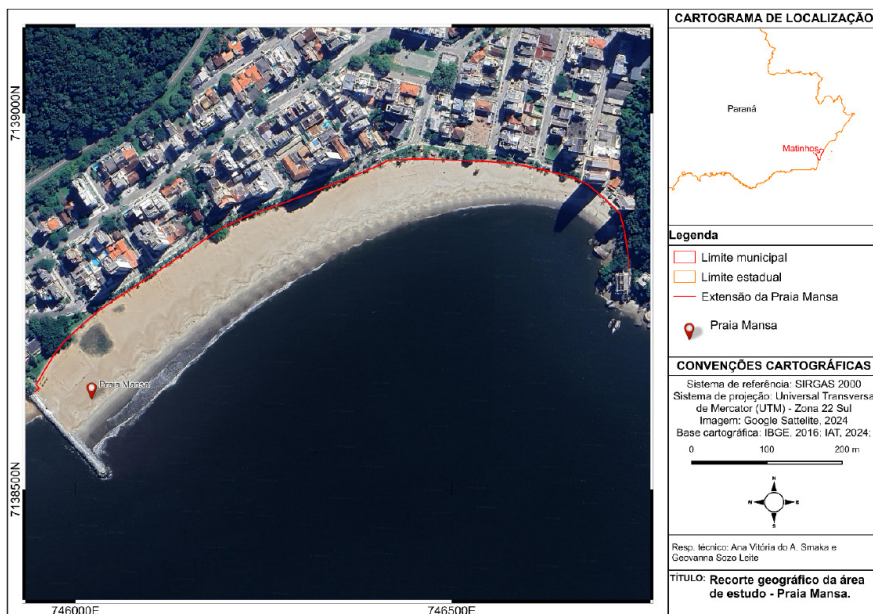 CARTOGRAMA DE LOCALIZAÇÃO
Paraná
Matinhos
Legenda
Limite municipal
Limite estadual
Extensão da Praia Mansa
Praia Mansa
CONVENÇÕES CARTOGRÁFICAS
Sistema de referência: SIRGAS 2000
Sistema de projeção: Universal Transversa
de Mercator (UTM) - Zona 22 Sul
Imagem: Google Sattelite, 2024
Base cartográfica: IBGE, 2016; IAT, 2024;
0 100 200 m
N
W E
S
Resp. técnico: Ana Vitória do A. Smaka e
Geovanna Sozo Leite
TÍTULO: Recorte geográfico da área
de estudo - Praia Mansa.
7139000N
7138500N
Praia Mansa
746000E 746500E